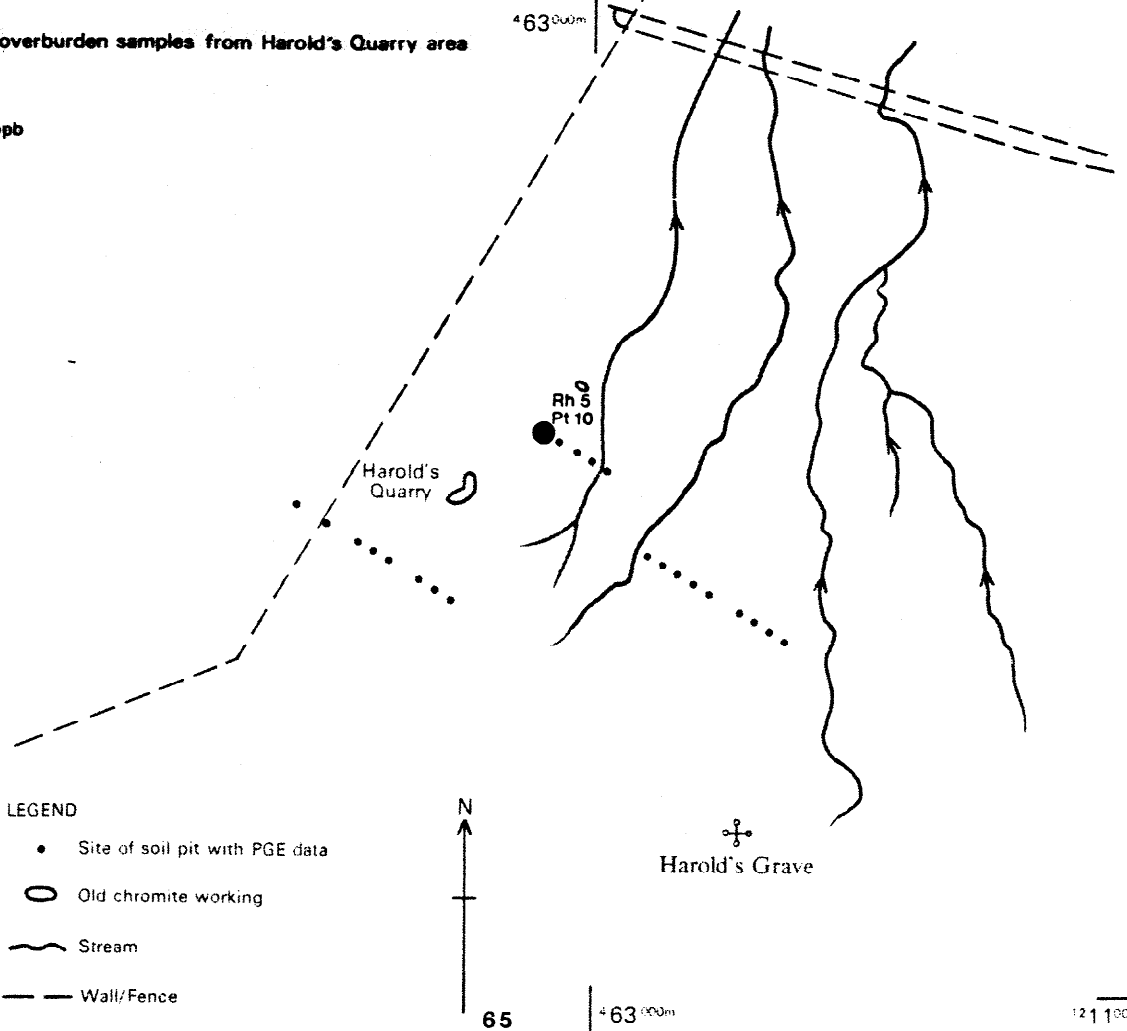 overburden samples from Harold's Quarry area
ppb
⁴63⁰⁰⁰ᵐ
Rh 5
Pt 10
Harold's
Quarry
LEGEND
Site of soil pit with PGE data
Old chromite working
Stream
Wall/Fence
N
Harold's Grave
65
⁴63⁰⁰⁰ᵐ
¹²11⁰⁰